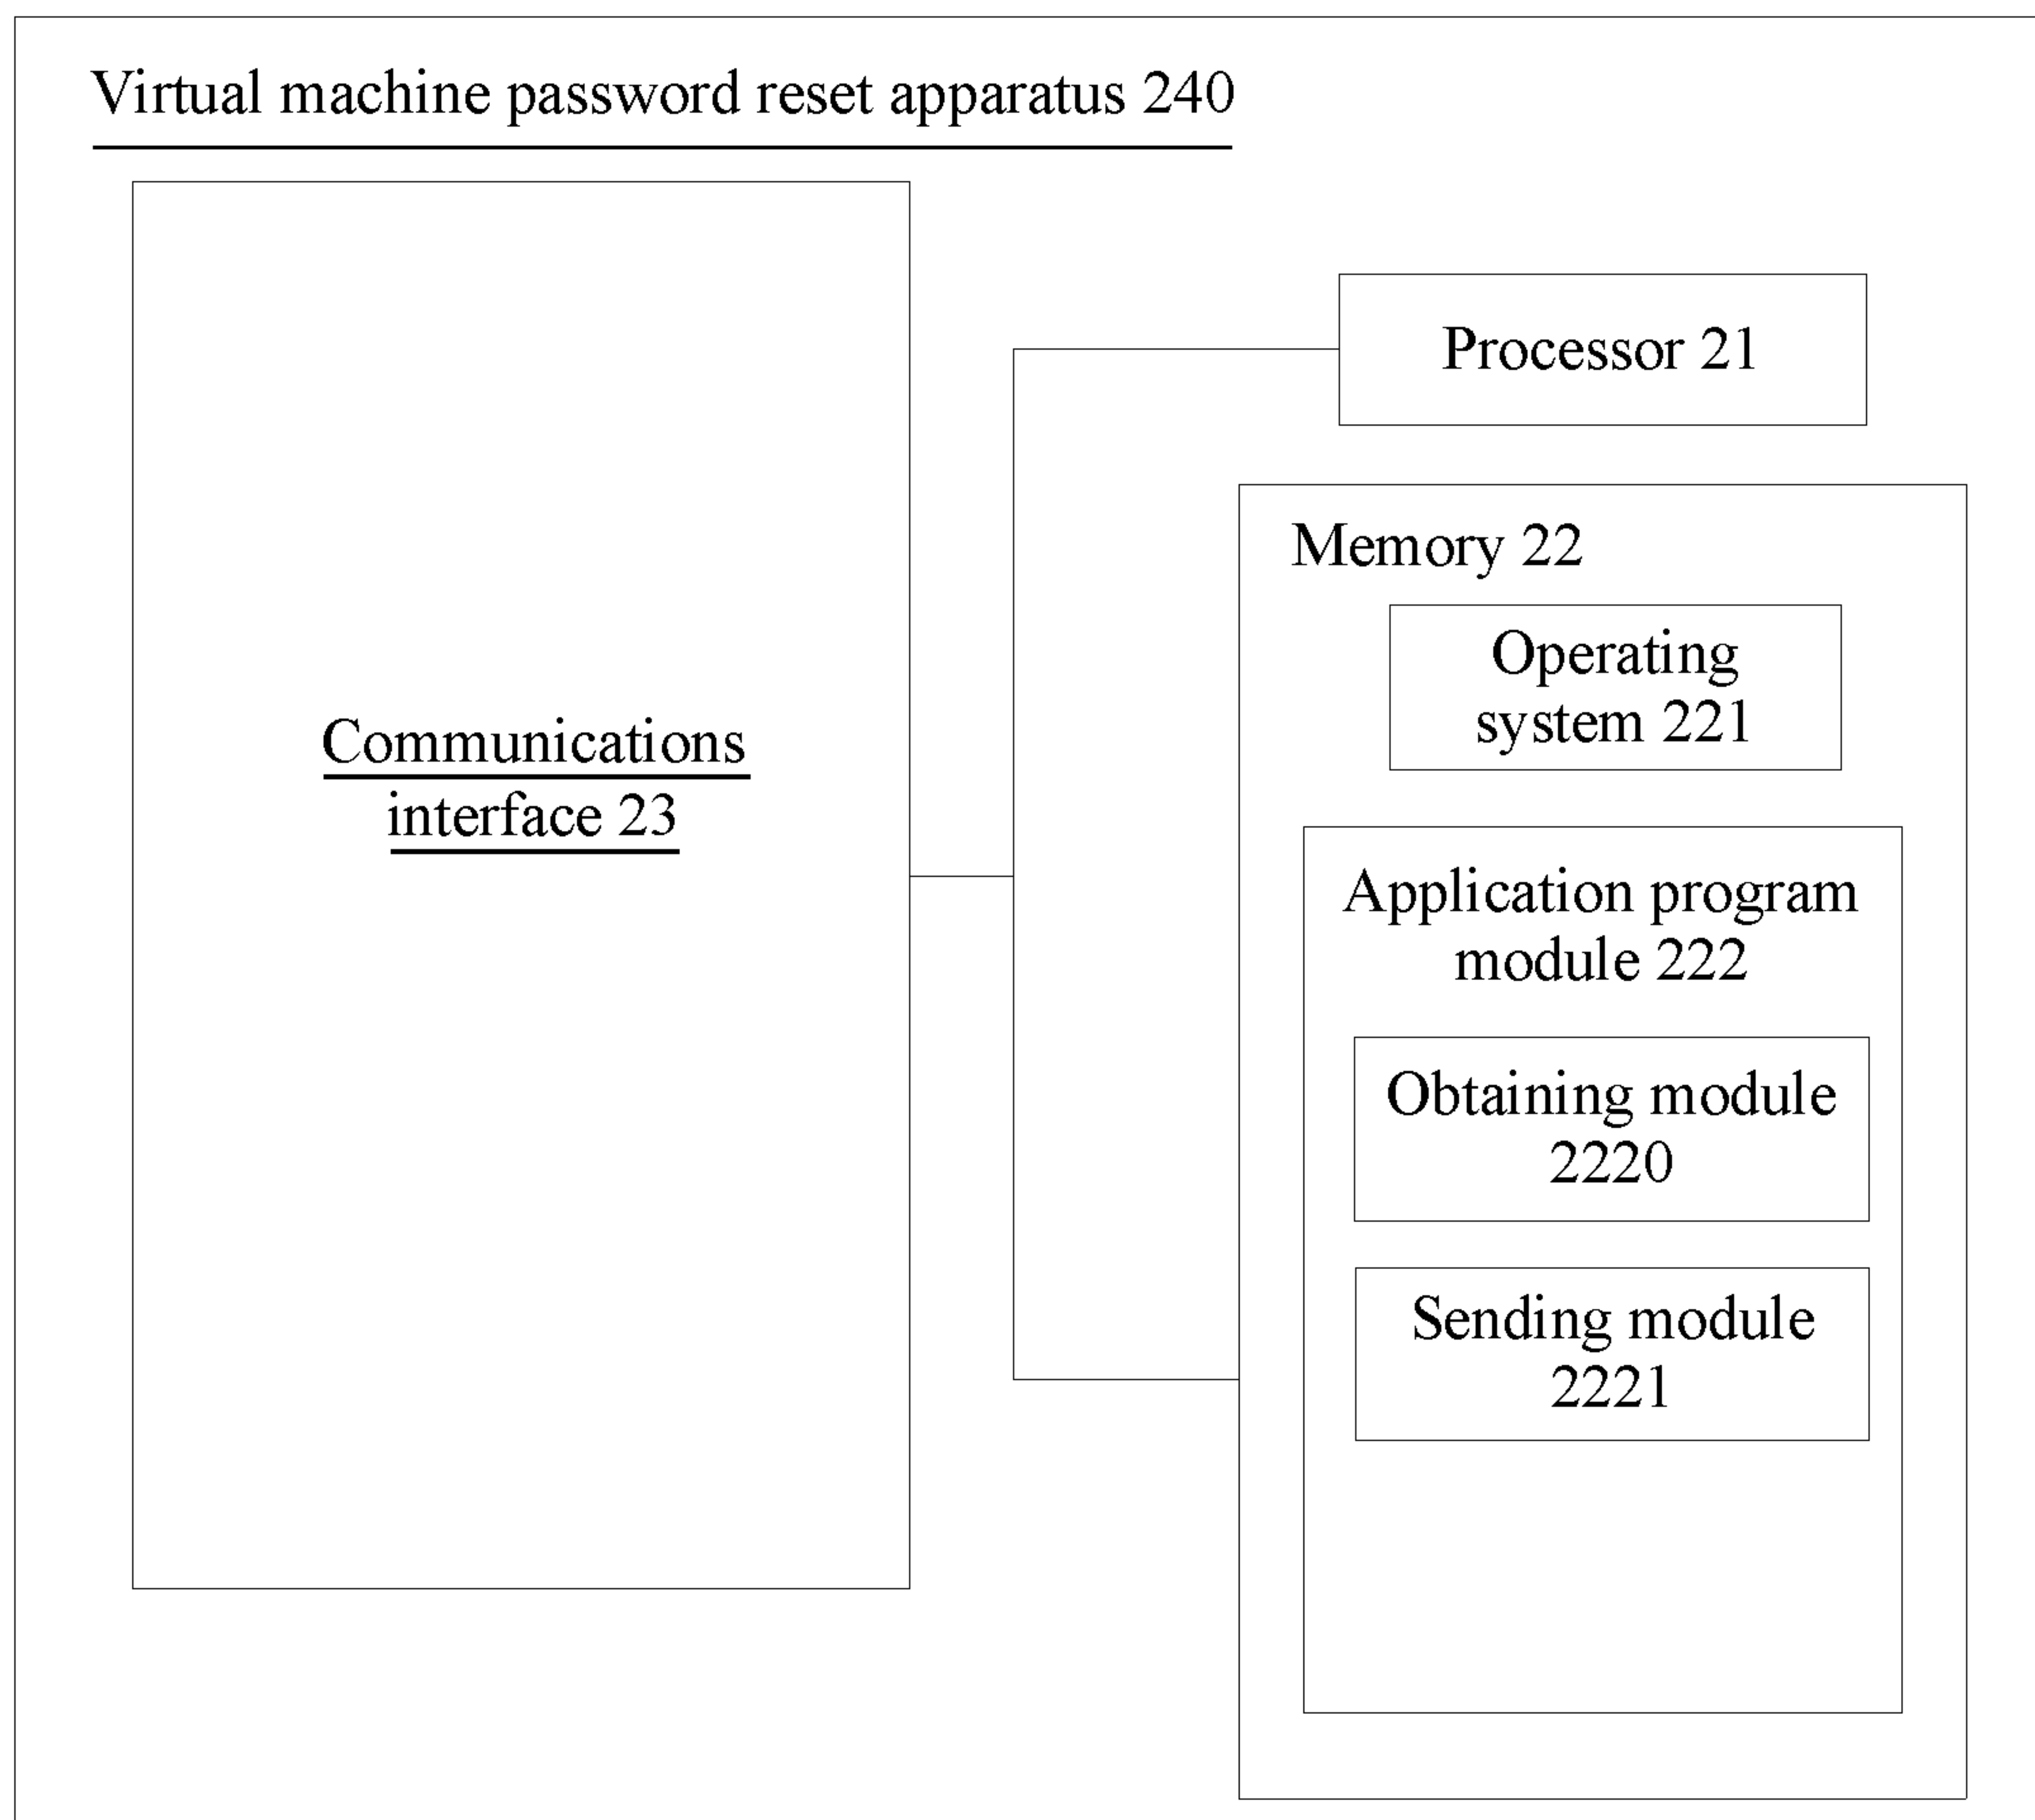 Virtual machine password reset apparatus 240
Communications
interface 23
Processor 21
Memory 22
Operating
system 221
Application program
module 222
Obtaining module
2220
Sending module
2221